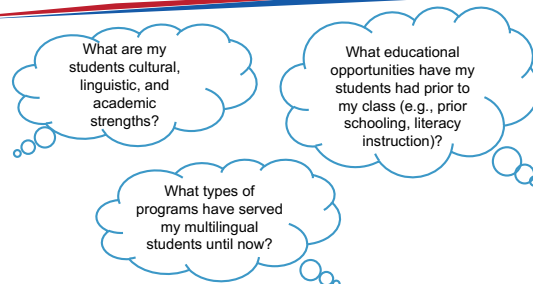 What are my
students cultural,
linguistic, and
academic
strengths?
What educational
opportunities have my
students had prior to
my class (e.g., prior
schooling, literacy
instruction)?
What types of
programs have served
my multilingual
students until now?